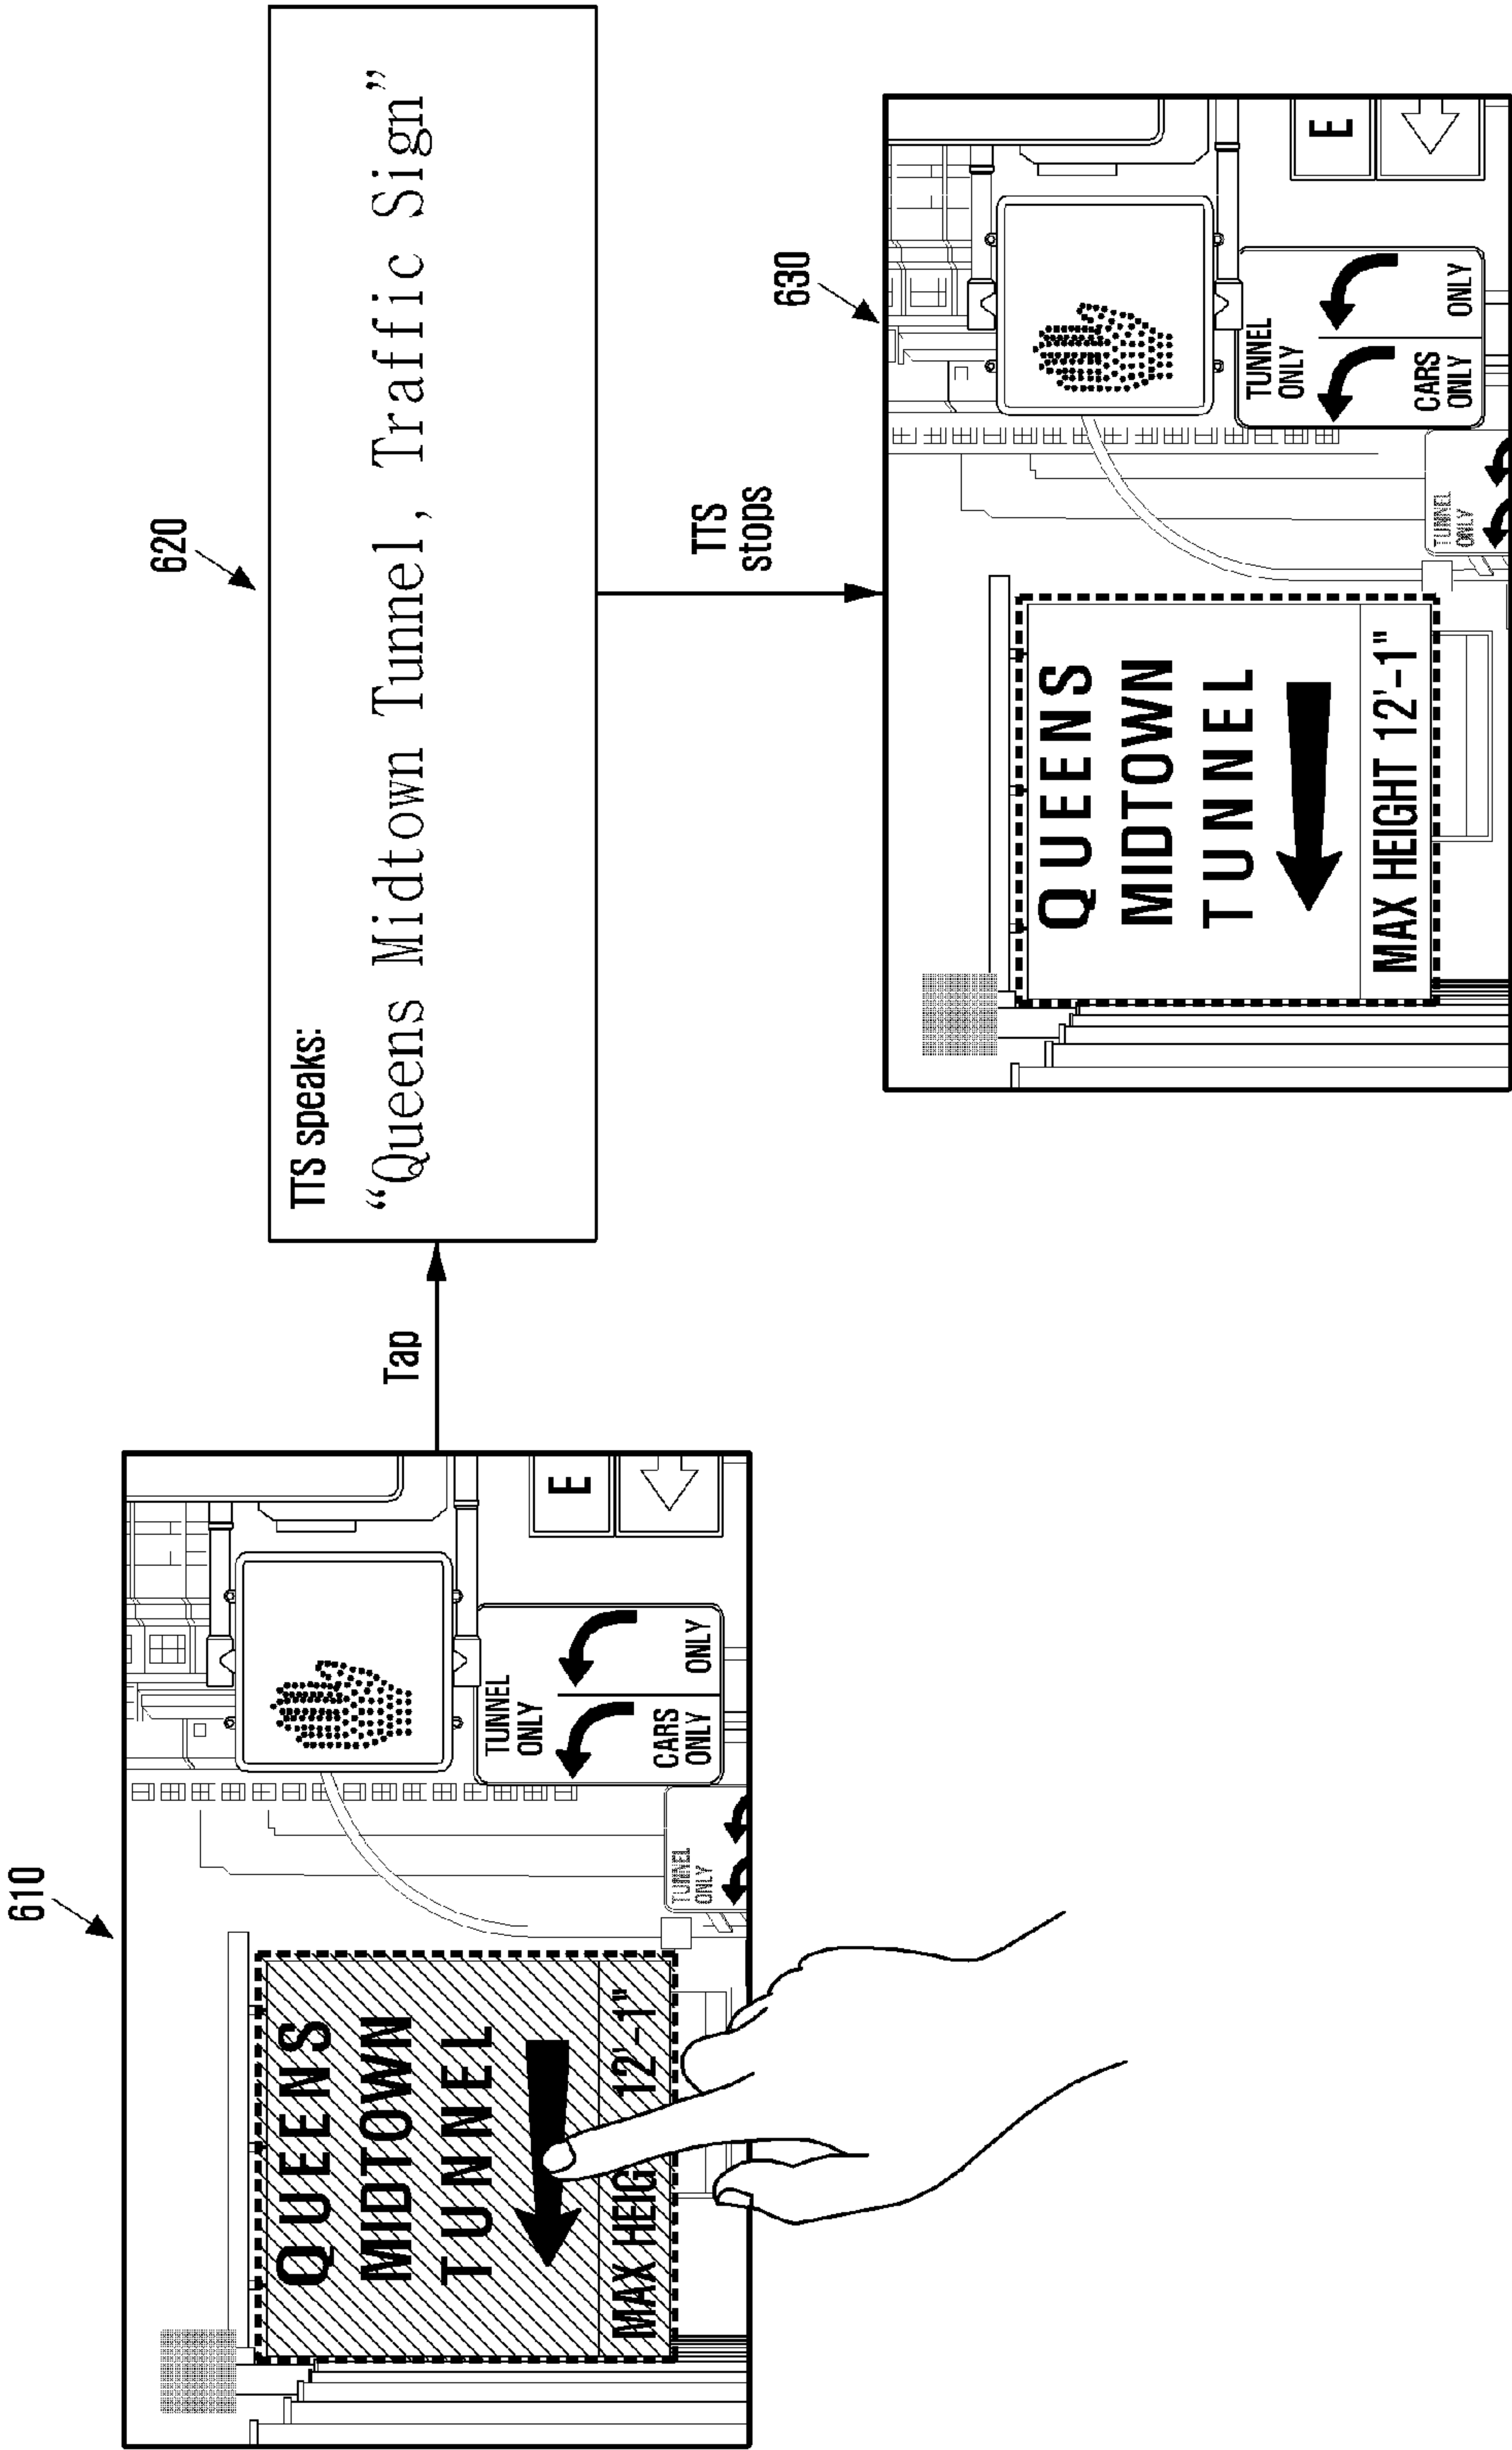 610
QUEENS
MIDTOWN
TUNNEL
MAX HEIG
12'-1"
TUNNEL
ONLY
TUNNEL
ONLY
CARS
ONLY
ONLY
E
Tap
620
TTS speaks:
“Queens Midtown Tunnel, Traffic Sign”
TTS
stops
630
QUEENS
MIDTOWN
TUNNEL
MAX HEIGHT 12'-1"
TUNNEL
ONLY
TUNNEL
ONLY
CARS
ONLY
ONLY
E